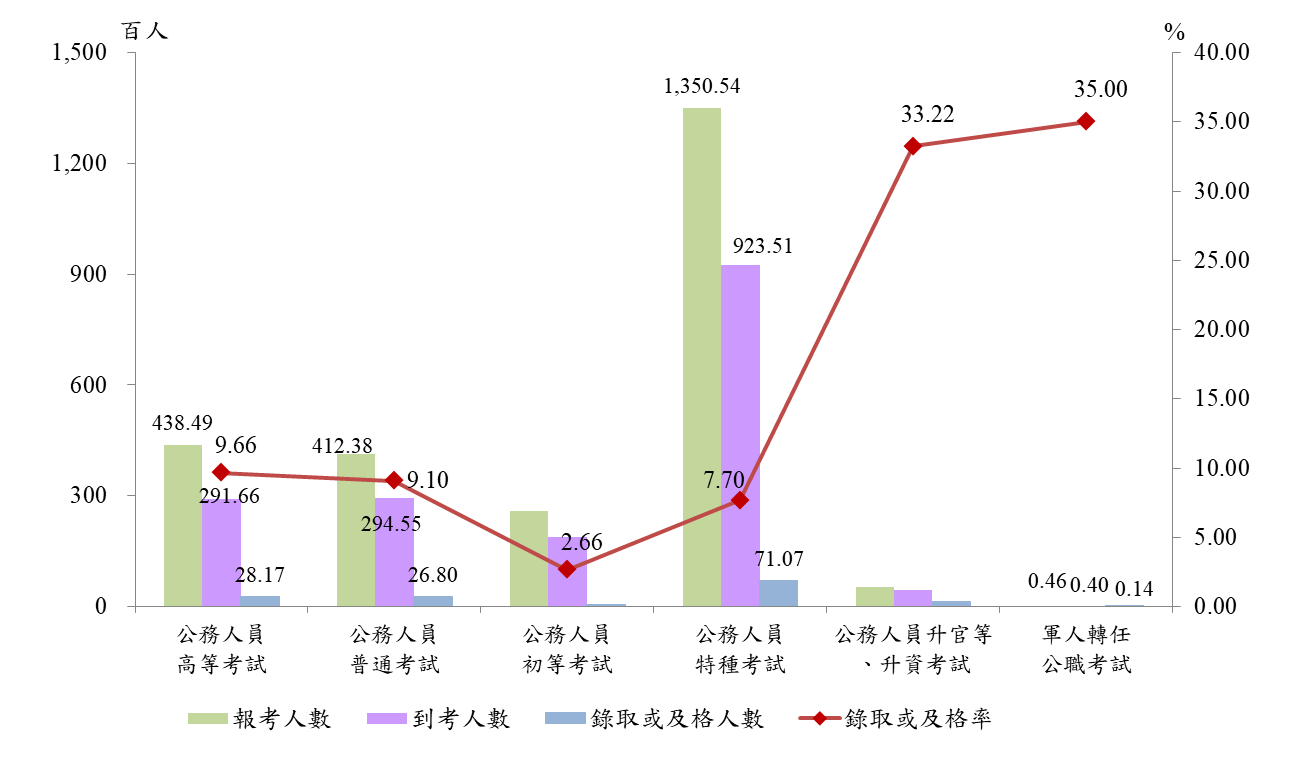 百人
%
1,500
1,200
900
600
300
0
40.00
35.00
30.00
25.00
20.00
15.00
10.00
5.00
0.00
438.49
9.66
291.66
28.17
412.38
9.10
294.55
26.80
2.66
1,350.54
923.51
7.70
71.07
33.22
35.00
0.46
0.40
0.14
公務人員
高等考試
公務人員
普通考試
公務人員
初等考試
公務人員
特種考試
公務人員升官等
、升資考試
軍人轉任
公職考試
報考人數
到考人數
錄取或及格人數
錄取或及格率